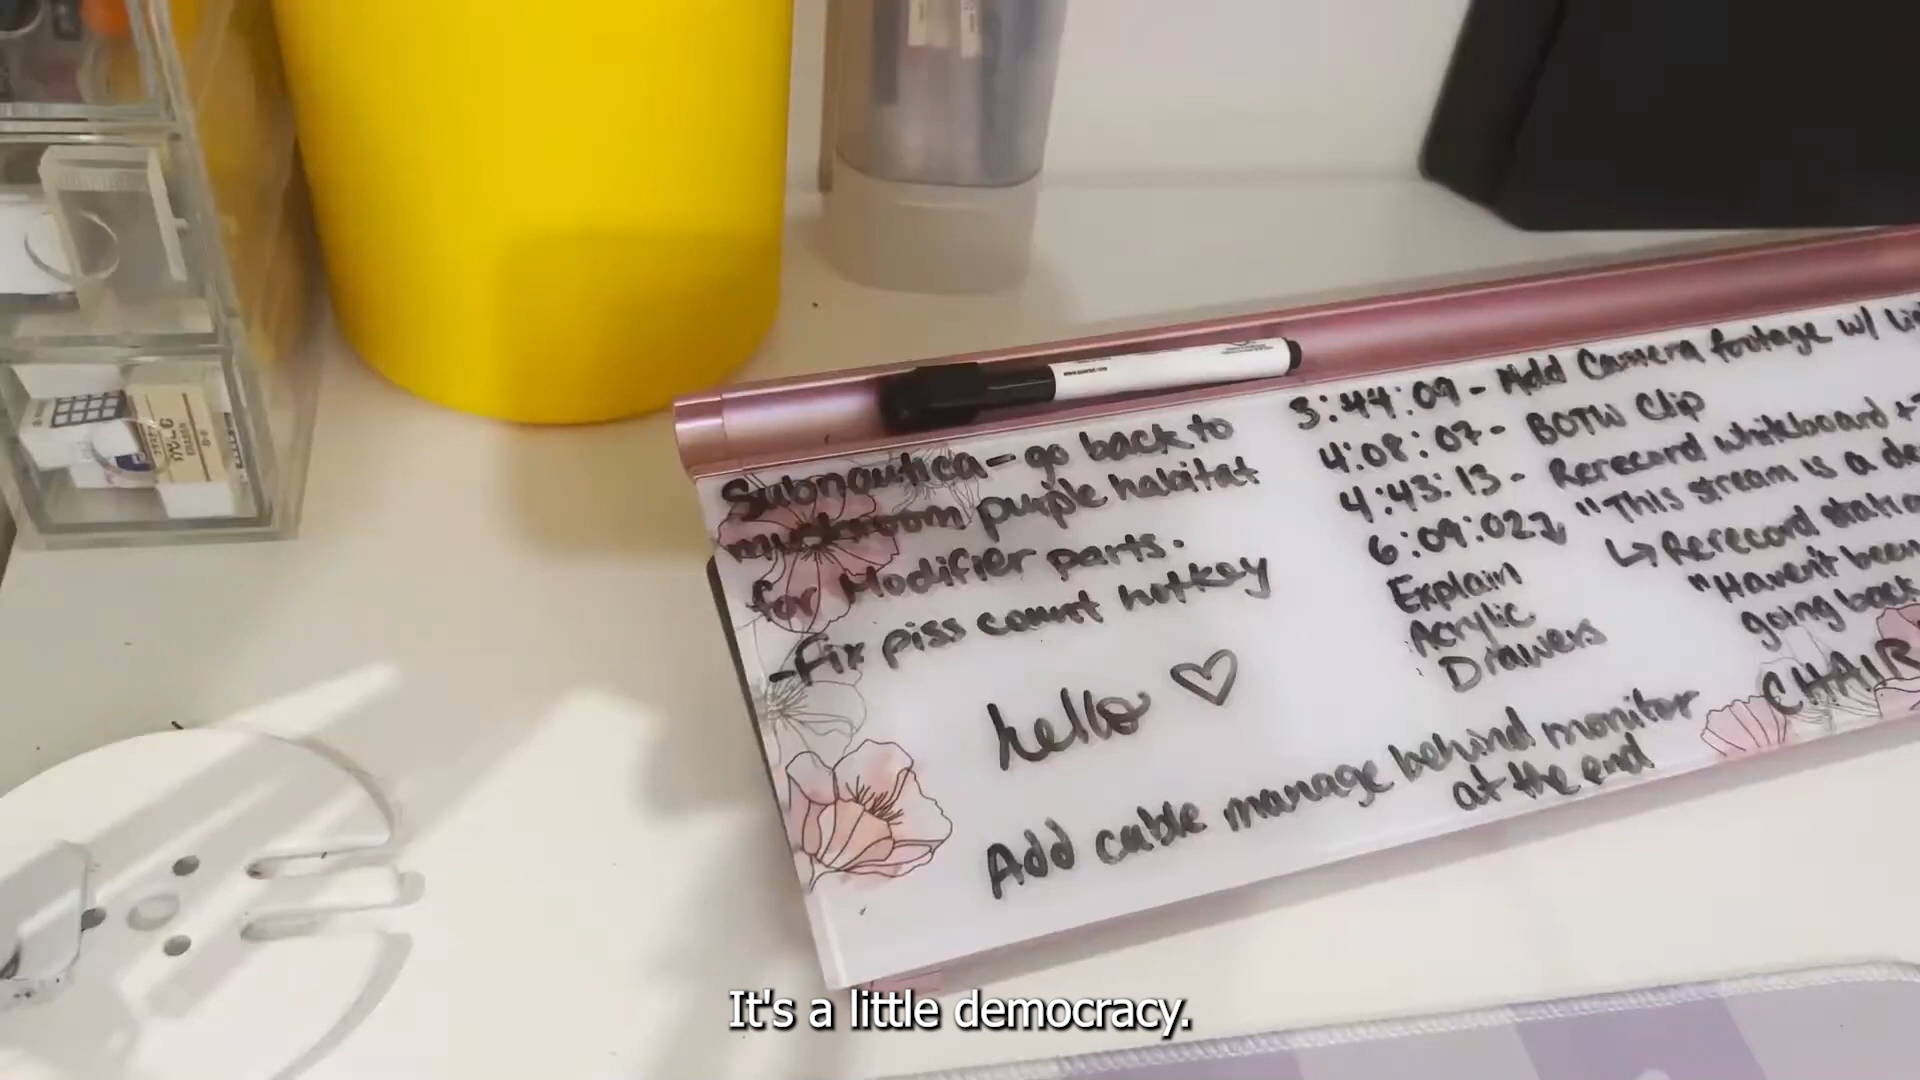 Subnautica - go back to
mushroom purple habitat
for Modifier parts.
- Fix piss count hotkey
hello ♡
3:44:09 - Add Camera footage w/
4:08:07 - BOTW Clip
4:43:13 - Rerecord whiteboard +
6:09:02 "This stream is a
↳ Rerecord
Explain
Acrylic
Drawers
"Haven't been
going back
CHAIR
Add cable manage behind monitor
at the end
It's a little democracy.